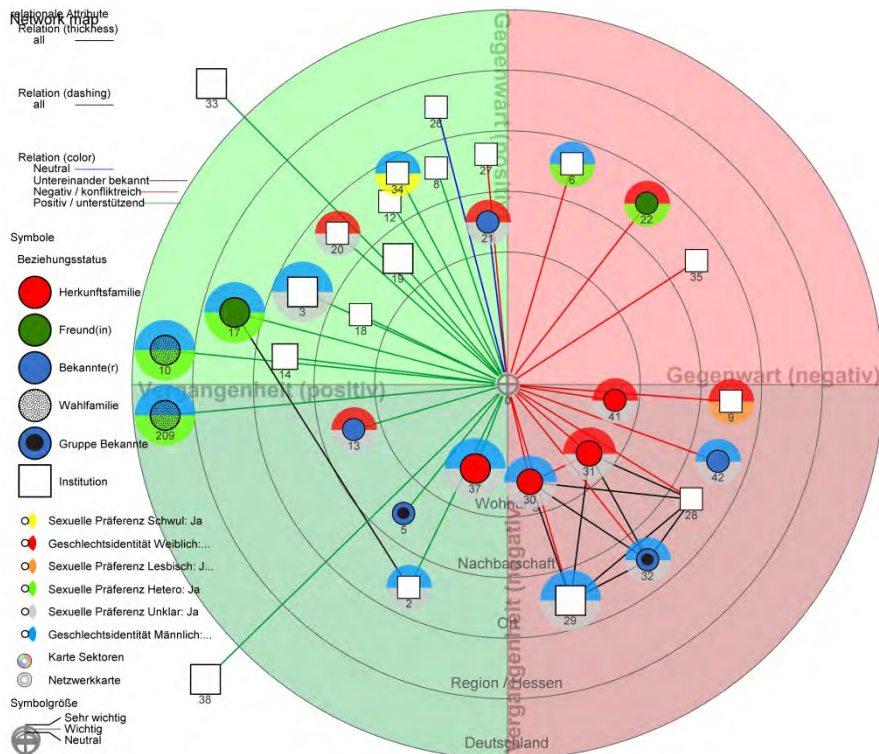 relationale Attribute
Network map
Relation (thickness)
all
Relation (dashing)
all
Relation (color)
Neutral
Untereinander bekannt
Negativ / konfliktreich
Positiv / unterstützend
Symbole
Beziehungsstatus
Herkunftsfamilie
Freund(in)
Bekannte(r)
Wahlfamilie
Gruppe Bekannte
Institution
Sexuelle Präferenz Schwul: Ja
Geschlechtsidentität Weiblich:...
Sexuelle Präferenz Lesbisch: J...
Sexuelle Präferenz Hetero: Ja
Sexuelle Präferenz Unklar: Ja
Geschlechtsidentität Männlich:...
Karte Sektoren
Netzwerkkarte
Symbolgröße
Sehr wichtig
Wichtig
Neutral
Gegenwart (positiv)
Gegenwart (negativ)
Vergangenheit (positiv)
Vergangenheit (negativ)
Nachbarschaft
Region / Hessen
Deutschland
33
26
27
8
6
34
12
22
20
21
19
35
3
18
17
10
14
209
13
41
9
37
30
31
42
5
28
2
32
29
38